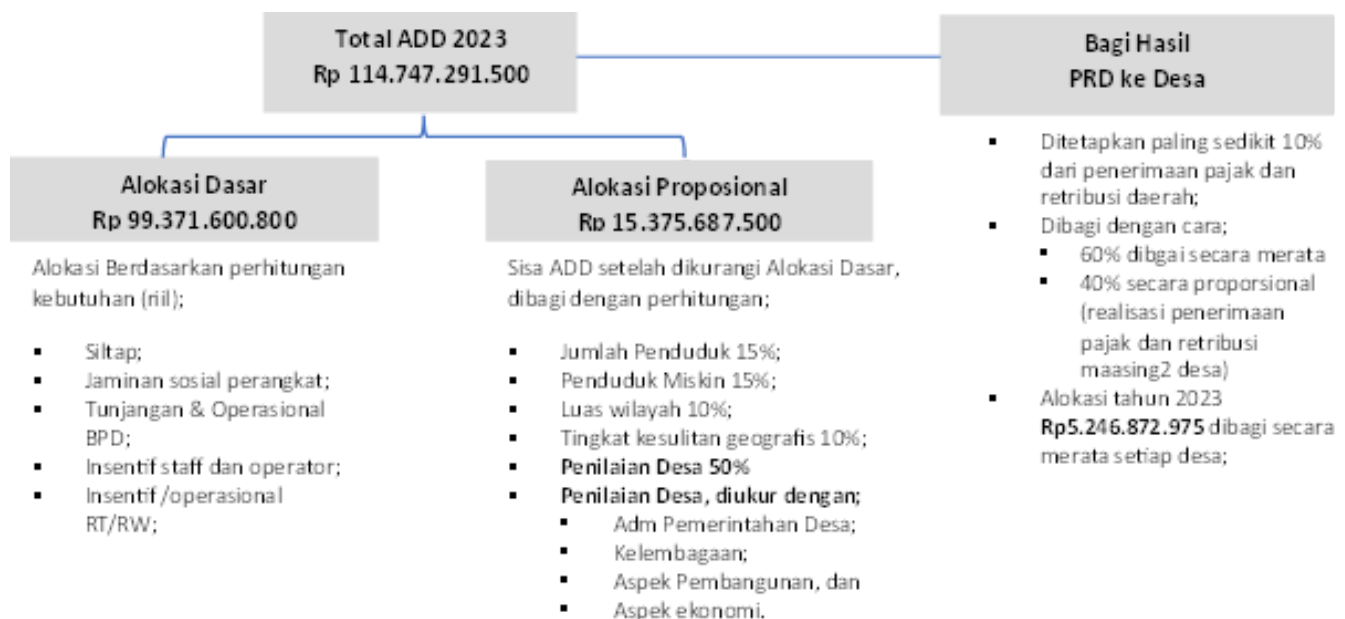 Total ADD 2023
Rp 114.747.291.500
Bagi Hasil
PRD ke Desa
Alokasi Dasar
Rp 99.371.600.800
Alokasi Berdasarkan perhitungan
kebutuhan (riil);
▪ Siltap;
▪ Jaminan sosial perangkat;
▪ Tunjangan & Operasional
BPD;
▪ Insentif staff dan operator;
▪ Insentif /operasional
RT/RW;
Alokasi Proposional
Rp 15.375.687.500
Sisa ADD setelah dikurangi Alokasi Dasar,
dibagi dengan perhitungan;
▪ Jumlah Penduduk 15%;
▪ Penduduk Miskin 15%;
▪ Luas wilayah 10%;
▪ Tingkat kesulitan geografis 10%;
▪ Penilaian Desa 50%
▪ Penilaian Desa, diukur dengan;
▪ Adm Pemerintahan Desa;
▪ Kelembagaan;
▪ Aspek Pembangunan, dan
▪ Aspek ekonomi.
▪ Ditetapkan paling sedikit 10%
dari penerimaan pajak dan
retribusi daerah;
▪ Dibagi dengan cara;
▪ 60% dibgai secara merata
▪ 40% secara proporsional
(realisasi penerimaan
pajak dan retribusi
maasing2 desa)
▪ Alokasi tahun 2023
Rp5.246.872.975 dibagi secara
merata setiap desa;